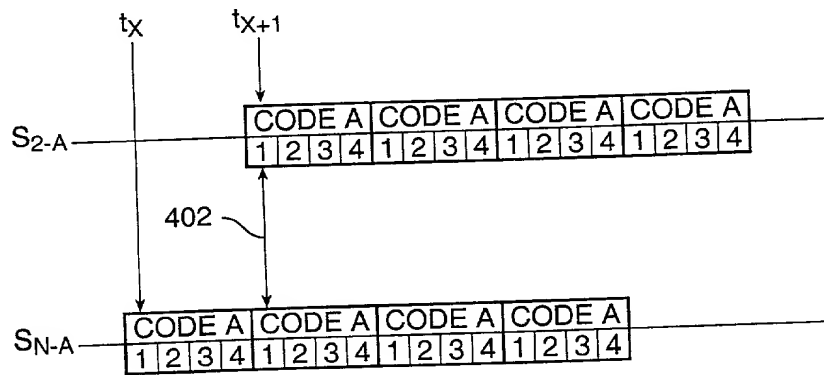 tX tX+1
CODE A CODE A CODE A CODE A
S2-A 1 2 3 4 1 2 3 4 1 2 3 4 1 2 3 4
402
CODE A CODE A CODE A CODE A
SN-A 1 2 3 4 1 2 3 4 1 2 3 4 1 2 3 4